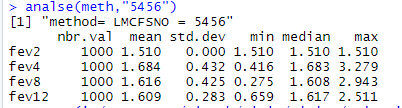 > analse(meth,"5456")
[1] "method= LMCFSNO = 5456"
nbr.val mean std.dev min median max
fev2 1000 1.510 0.000 1.510 1.510 1.510
fev4 1000 1.684 0.432 0.416 1.683 3.279
fev8 1000 1.616 0.425 0.275 1.608 2.943
fev12 1000 1.609 0.283 0.659 1.617 2.511